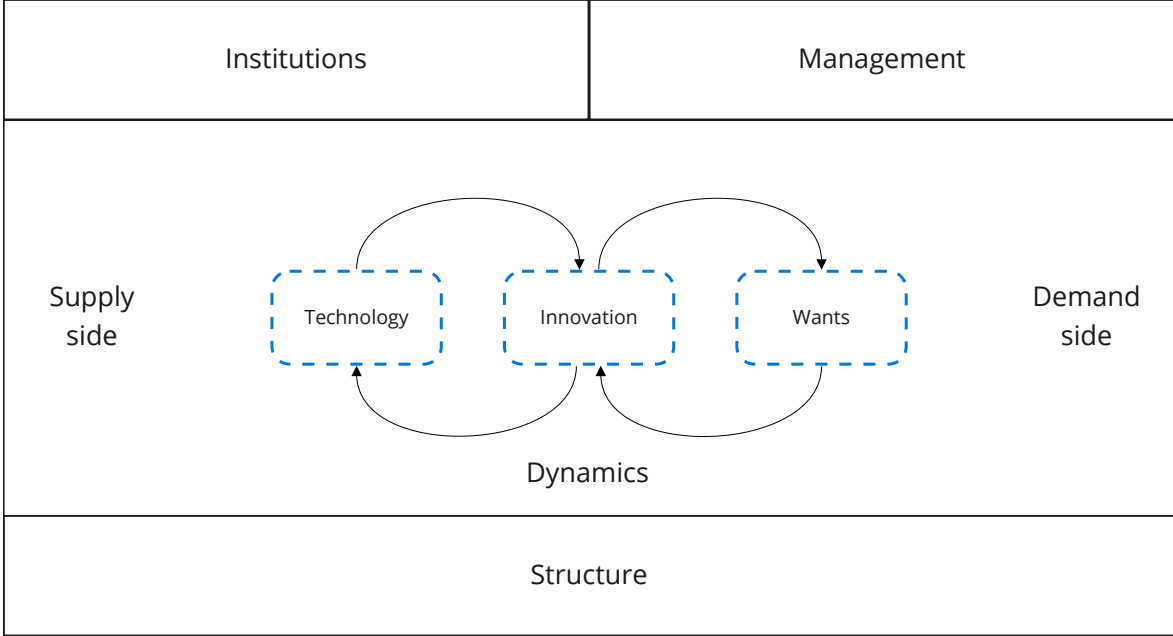 Institutions
Management
Supply
side
Technology
Innovation
Wants
Demand
side
Dynamics
Structure